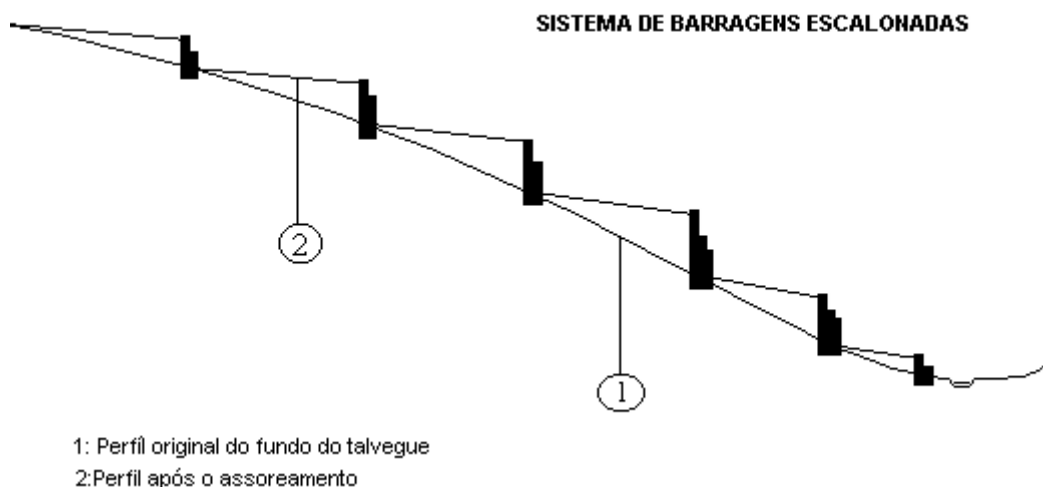 SISTEMA DE BARRAGENS ESCALONADAS
2
1
1: Perfil original do fundo do talvegue
2:Perfil após o assoreamento